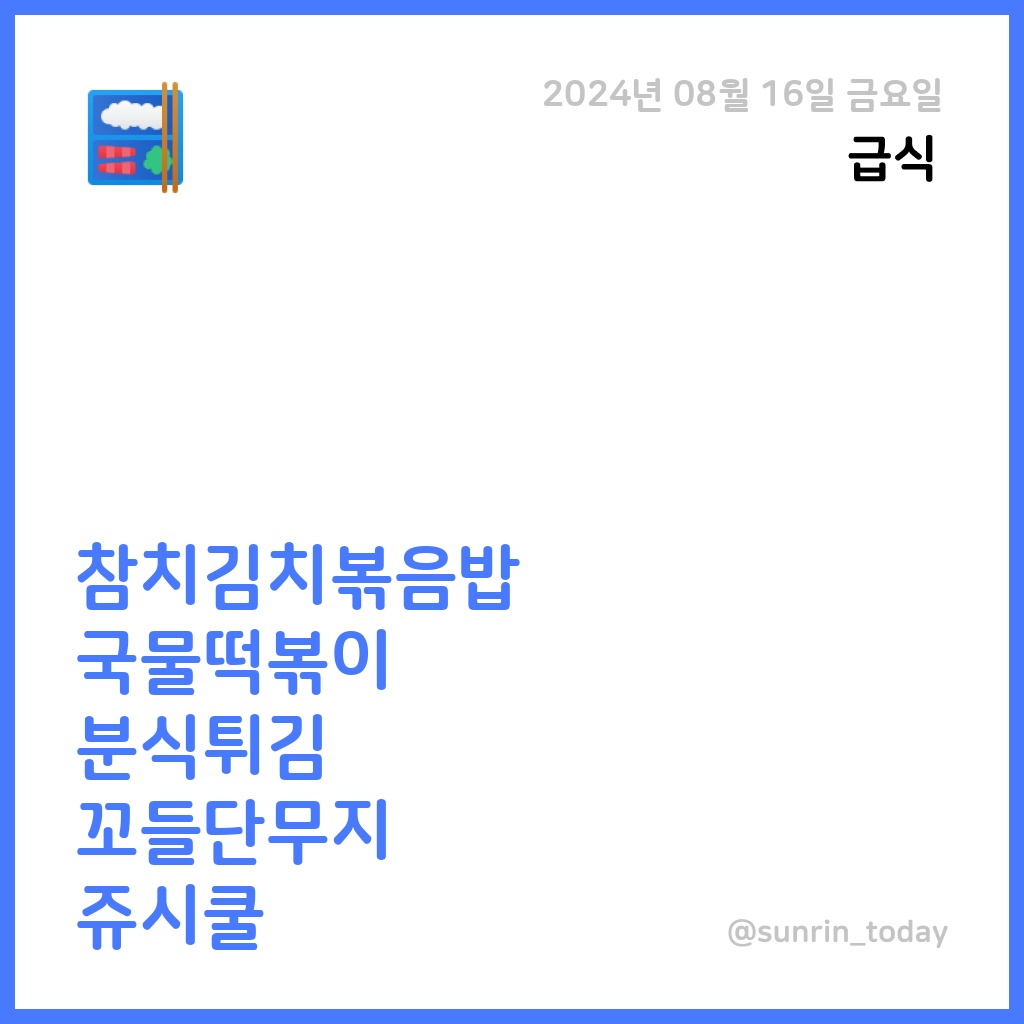 2024년 08월 16일 금요일
급식
참치김치볶음밥
국물떡볶이
분식튀김
꼬들단무지
쥬시쿨
@sunrin_today